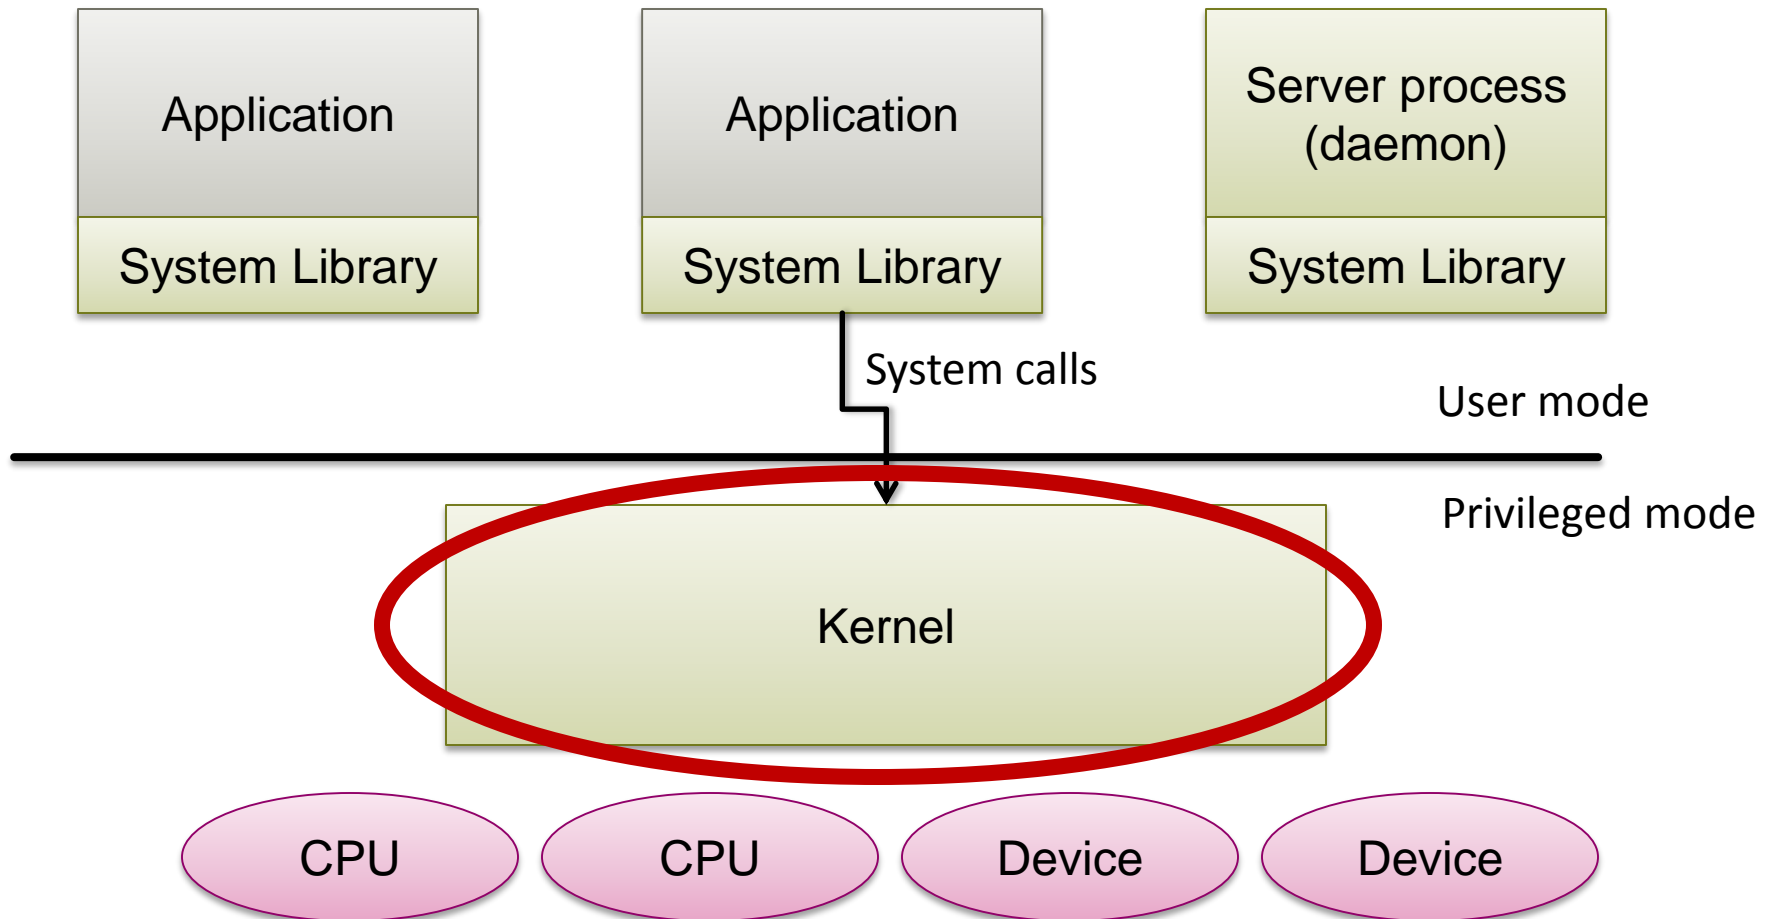 Application
Application
Server process
(daemon)
System Library
System Library
System Library
System calls
User mode
Privileged mode
Kernel
CPU
CPU
Device
Device